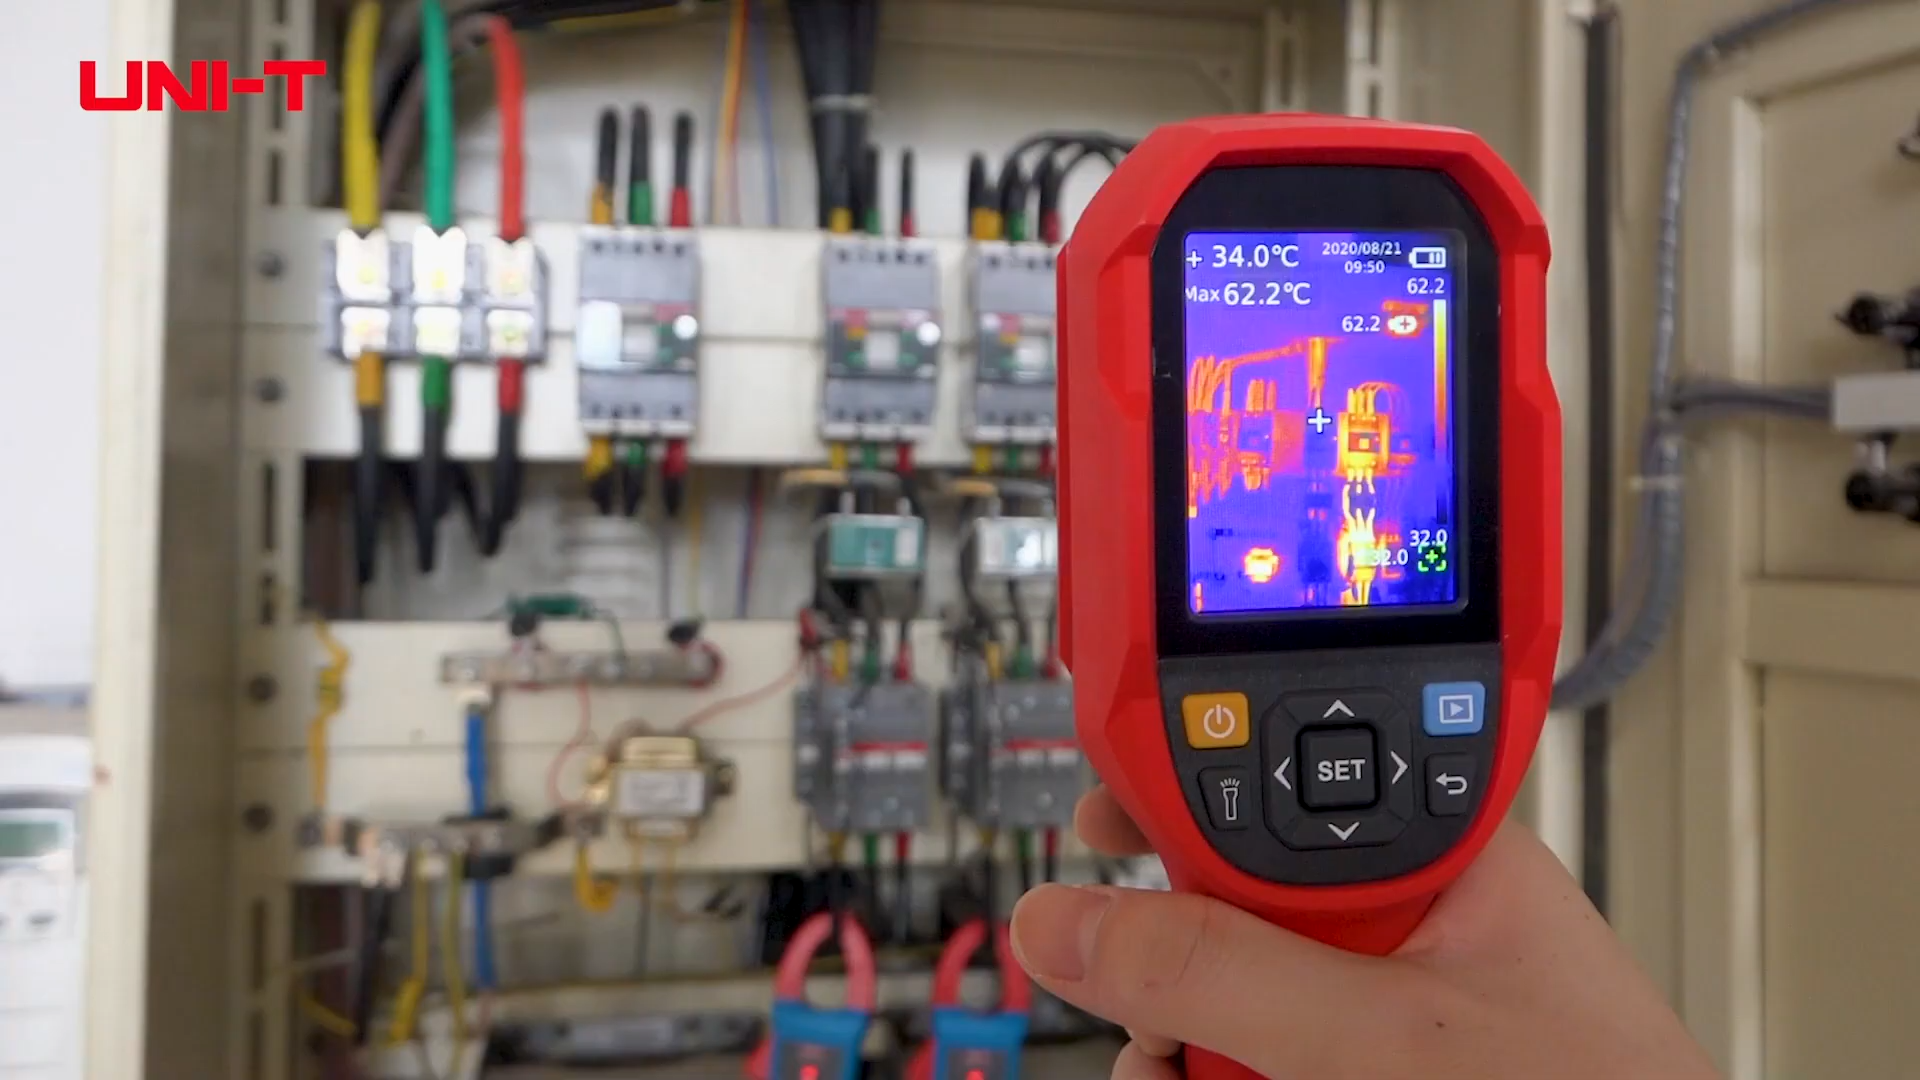 UNI-T
+ 34.0℃
2020/08/21
09:50
Max 62.2℃
62.2
62.2
32.0
32.0
SET